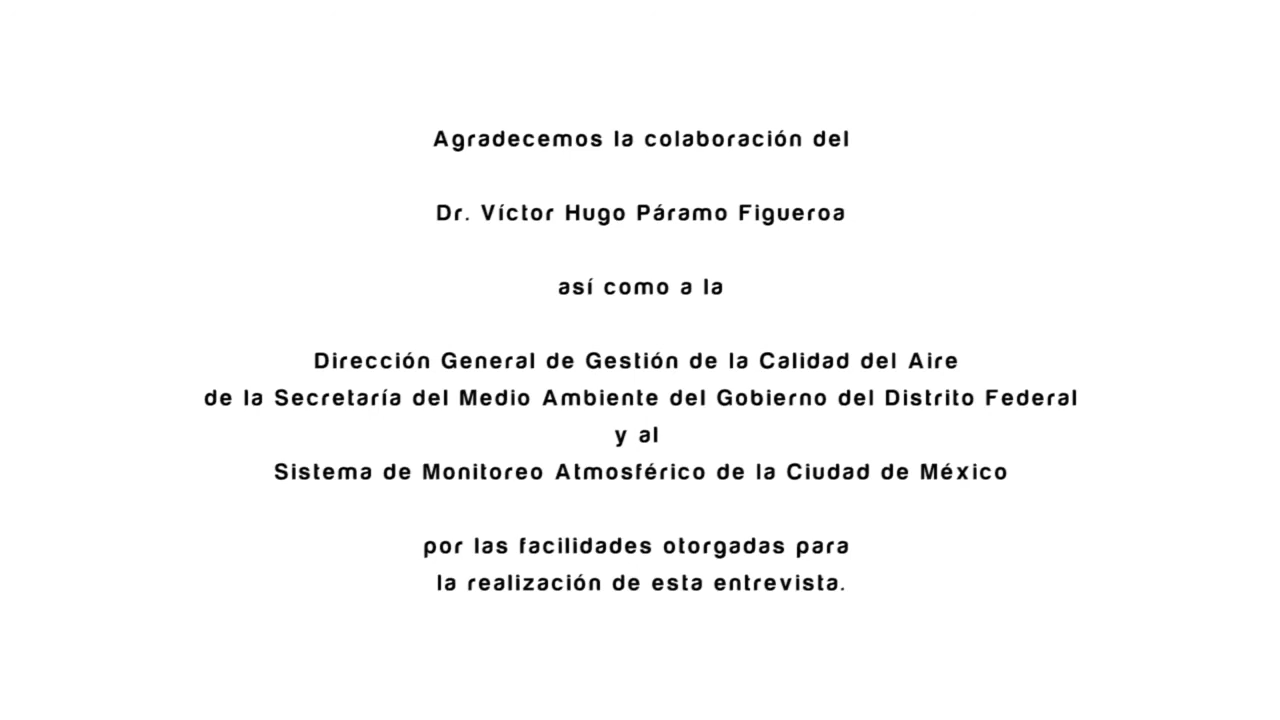 Agradecemos la colaboración del
Dr. Víctor Hugo Páramo Figueroa
así como a la
Dirección General de Gestión de la Calidad del Aire
de la Secretaría del Medio Ambiente del Gobierno del Distrito Federal
y al
Sistema de Monitoreo Atmosférico de la Ciudad de México
por las facilidades otorgadas para
la realización de esta entrevista.